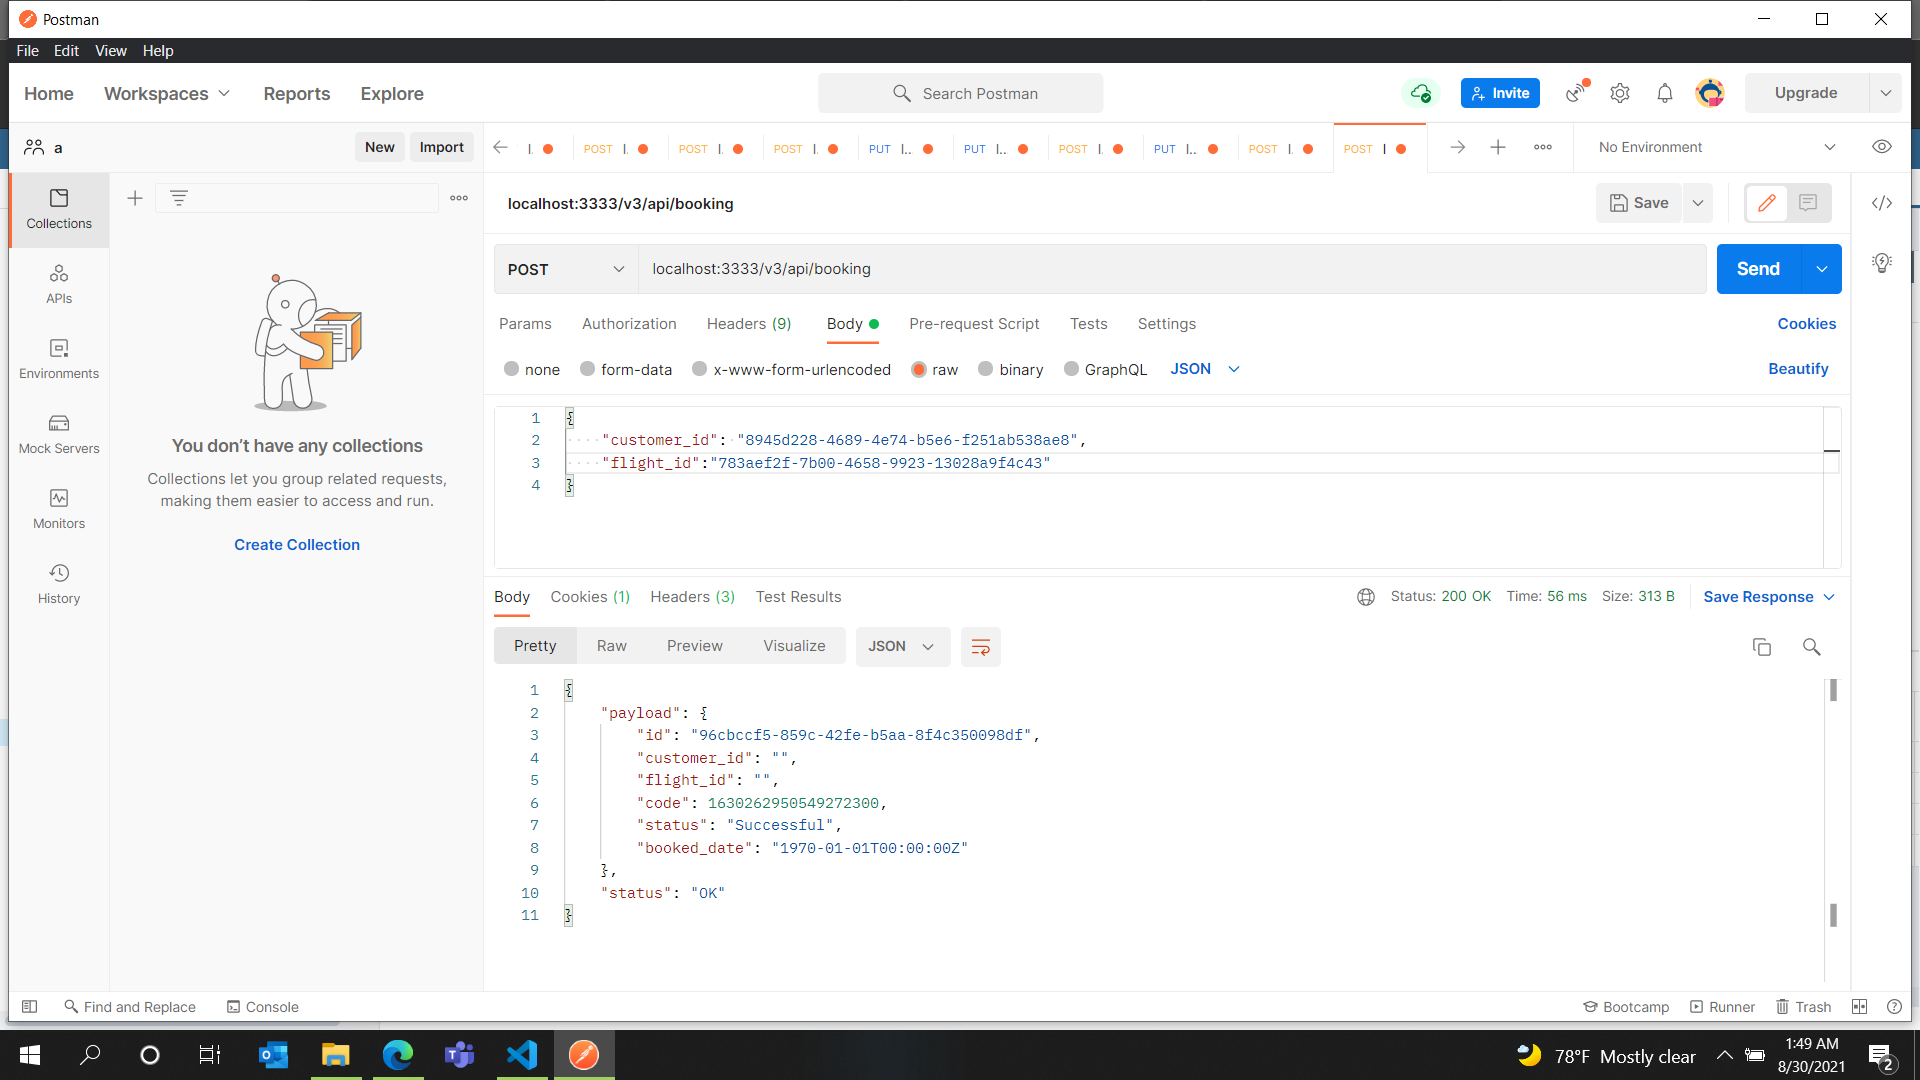 Postman
File Edit View Help
Home Workspaces Reports Explore
Search Postman
Invite
Upgrade
a
New Import
POST POST POST PUT PUT POST PUT POST POST
No Environment
Collections
APIs
Environments
Mock Servers
Monitors
History
You don’t have any collections
Collections let you group related requests,
making them easier to access and run.
Create Collection
localhost:3333/v3/api/booking
Save
POST localhost:3333/v3/api/booking
Send
Params Authorization Headers (9) Body Pre-request Script Tests Settings
Cookies
none form-data x-www-form-urlencoded raw binary GraphQL JSON
Beautify
1 {
2 "customer_id": "8945d228-4689-4e74-b5e6-f251ab538ae8",
3 "flight_id":"783aef2f-7b00-4658-9923-13028a9f4c43"
4 }
Body Cookies (1) Headers (3) Test Results
Status: 200 OK Time: 56 ms Size: 313 B Save Response
Pretty Raw Preview Visualize JSON
1 {
2 "payload": {
3 "id": "96cbccf5-859c-42fe-b5aa-8f4c350098df",
4 "customer_id": "",
5 "flight_id": "",
6 "code": 1630262950549272300,
7 "status": "Successful",
8 "booked_date": "1970-01-01T00:00:00Z"
9 },
10 "status": "OK"
11 }
Find and Replace Console
Bootcamp Runner Trash
78°F Mostly clear
1:49 AM
8/30/2021
2